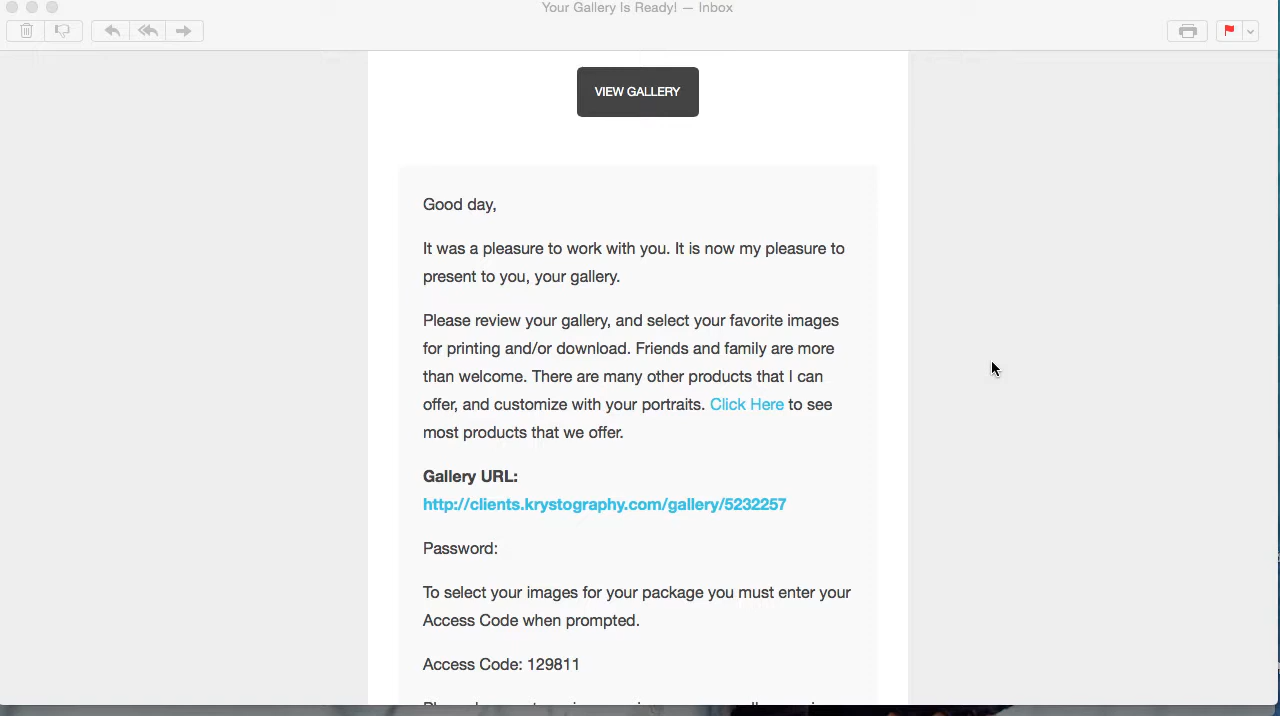 Your Gallery Is Ready! — Inbox
VIEW GALLERY
Good day,
It was a pleasure to work with you. It is now my pleasure to
present to you, your gallery.
Please review your gallery, and select your favorite images
for printing and/or download. Friends and family are more
than welcome. There are many other products that I can
offer, and customize with your portraits. Click Here to see
most products that we offer.
Gallery URL:
http://clients.krystography.com/gallery/5232257
Password:
To select your images for your package you must enter your
Access Code when prompted.
Access Code: 129811